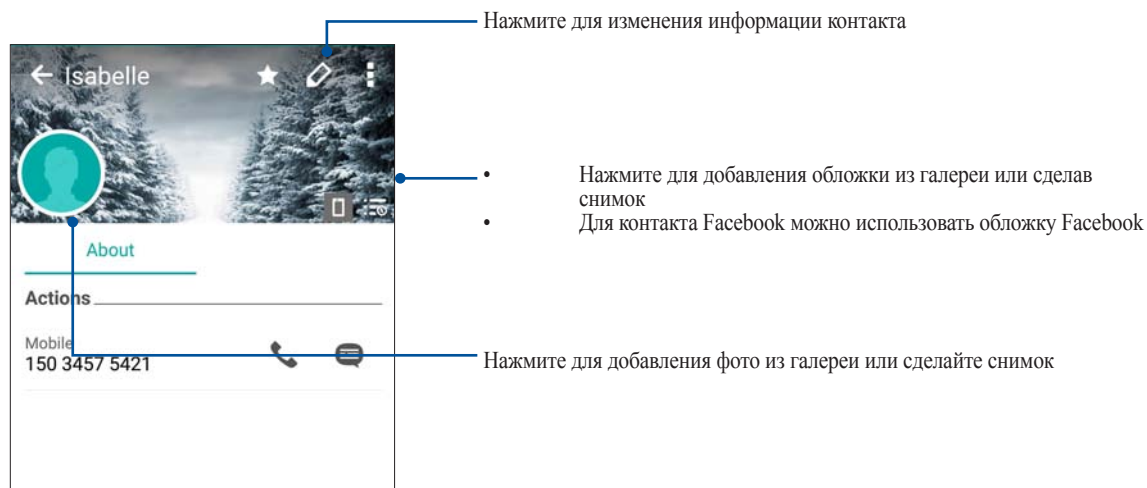 Нажмите для изменения информации контакта
Isabelle
• Нажмите для добавления обложки из галереи или сделав
снимок
• Для контакта Facebook можно использовать обложку Facebook
About
Actions
Mobile
150 3457 5421
Нажмите для добавления фото из галереи или сделайте снимок